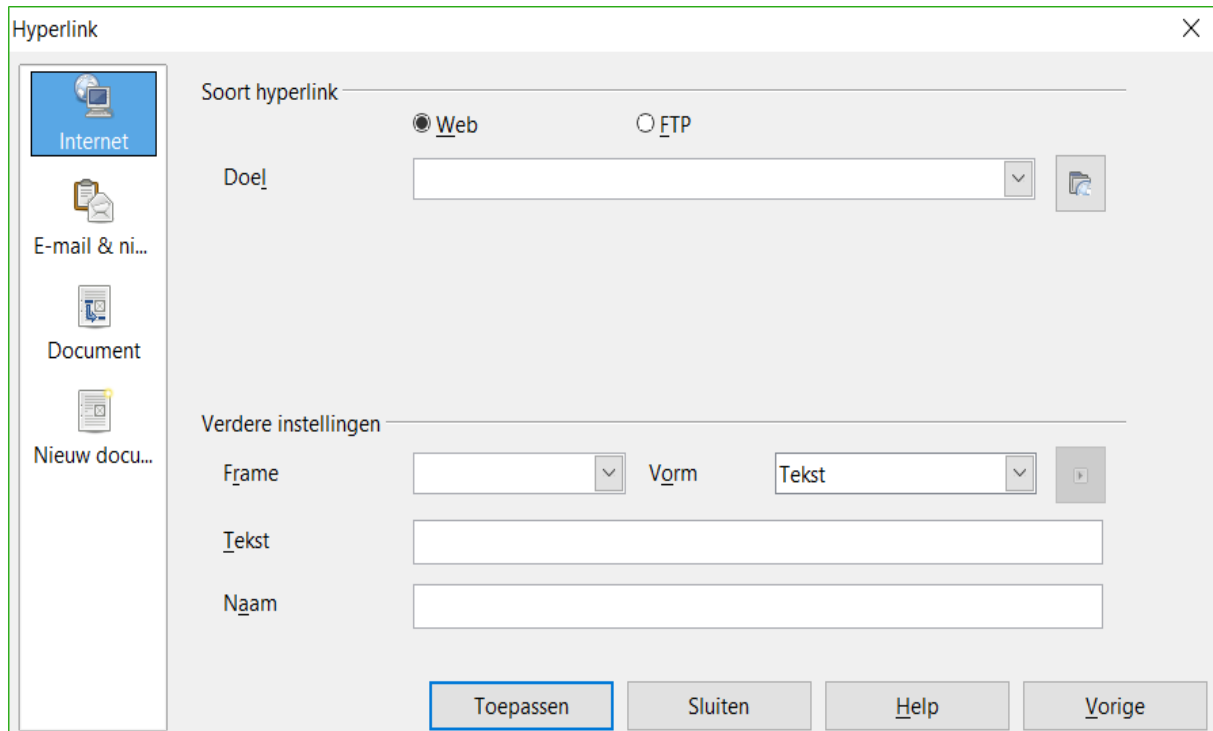 Hyperlink
Internet
E-mail & ni...
Document
Nieuw docu...
Soort hyperlink
Web FTP
Doel
Verdere instellingen
Frame Vorm Tekst
Tekst
Naam
Toepassen Sluiten Help Vorige